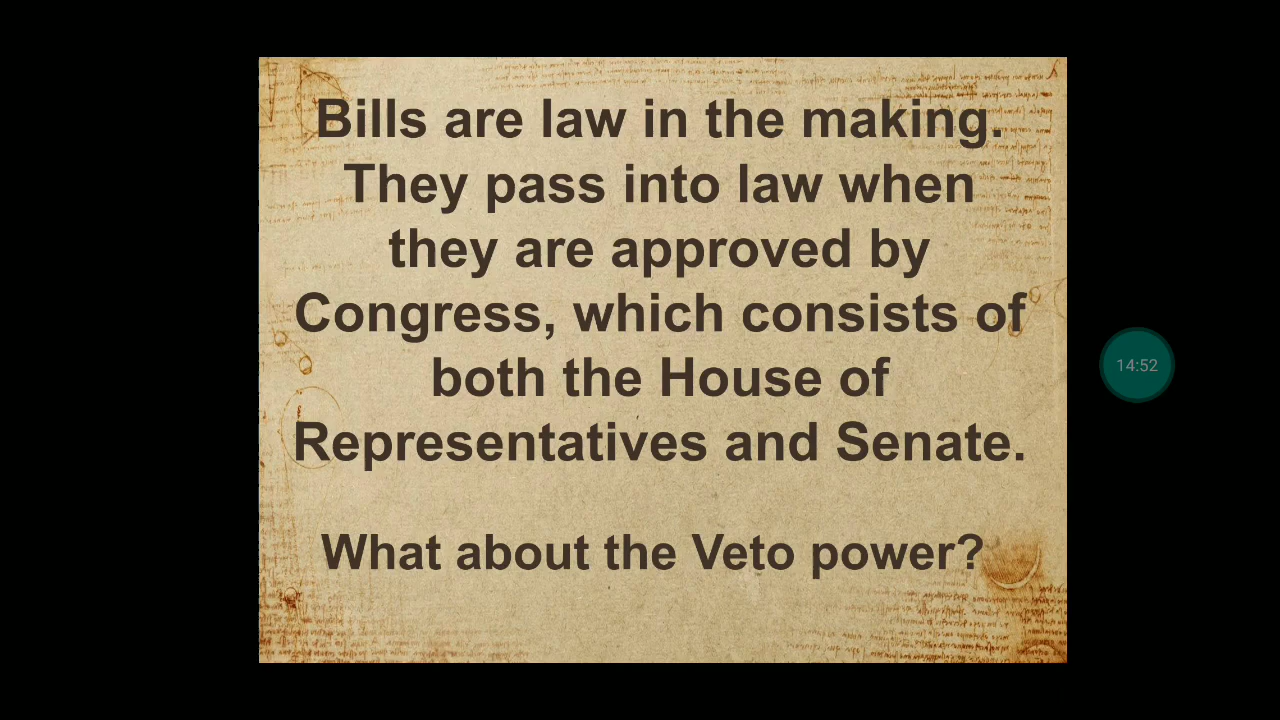 Bills are law in the making.
They pass into law when
they are approved by
Congress, which consists of
both the House of
Representatives and Senate.
What about the Veto power?
14:52